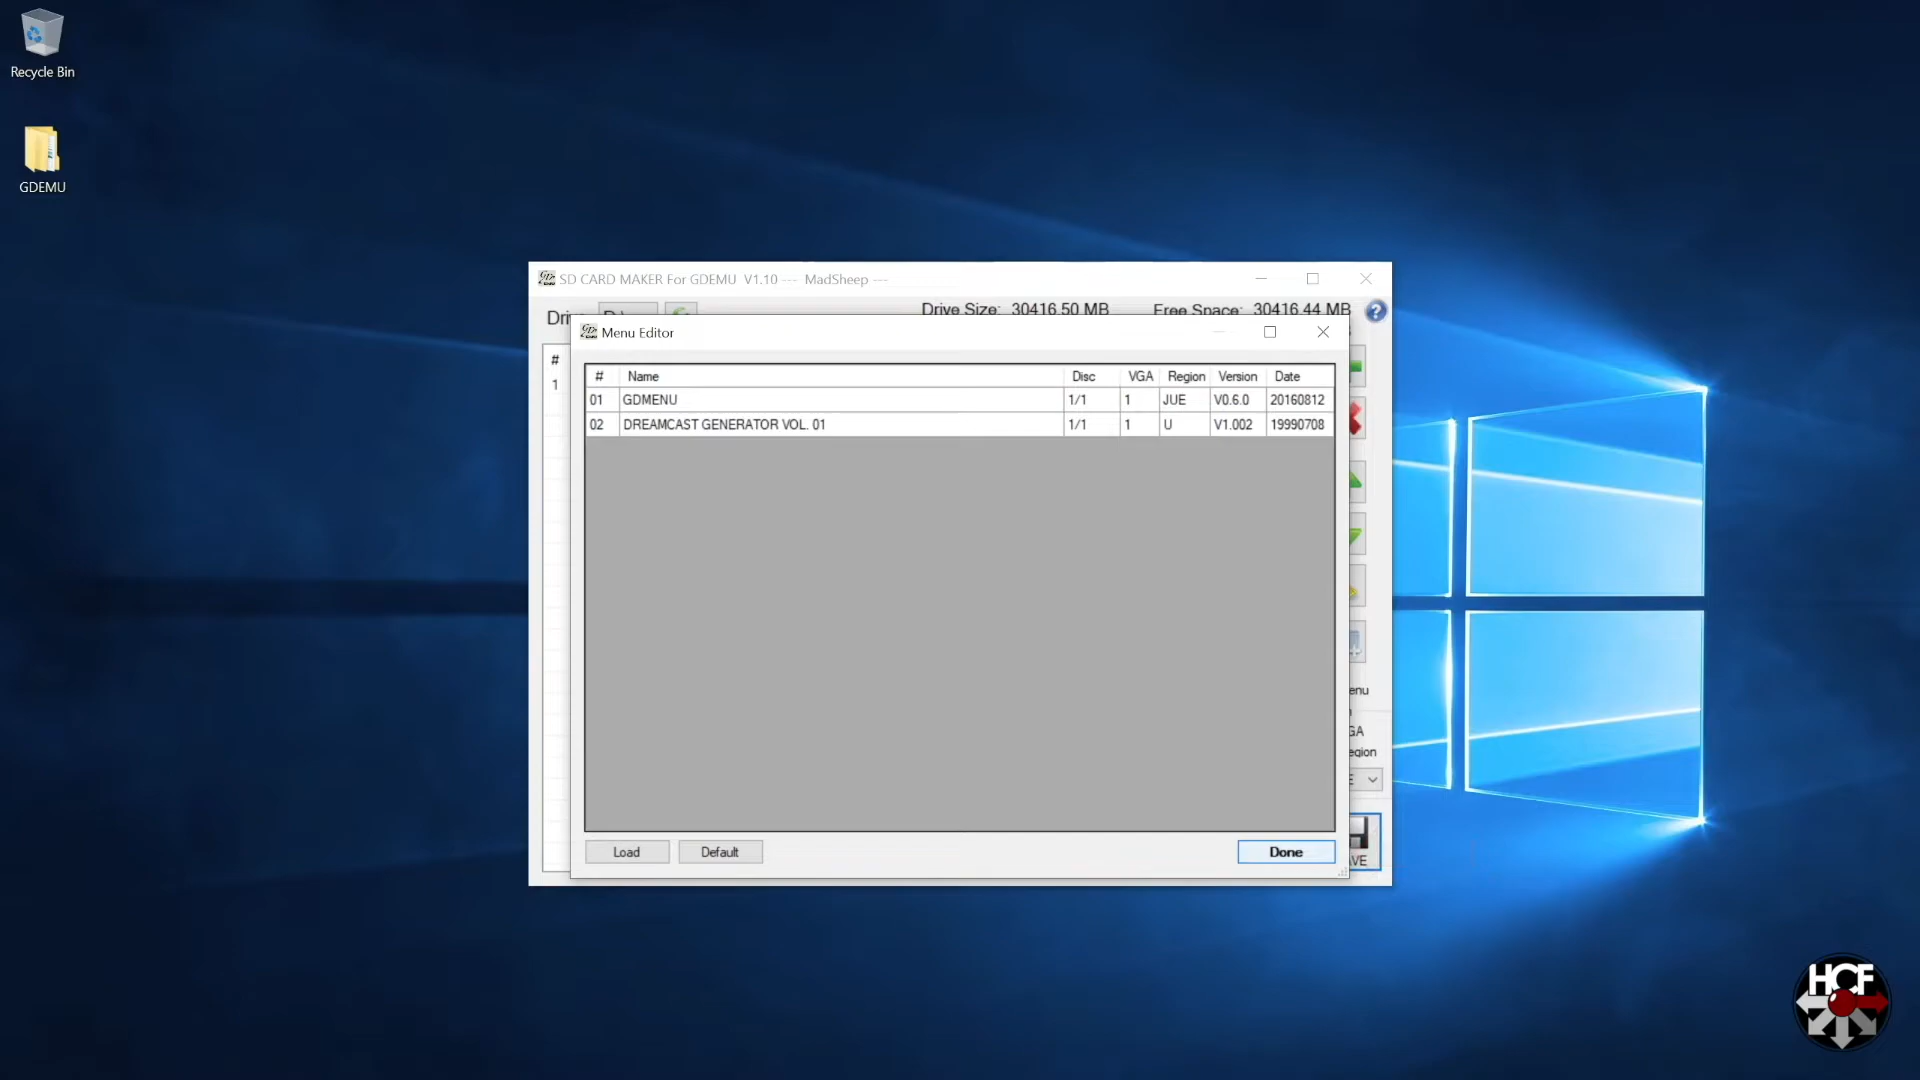 Recycle Bin
GDEMU
SD CARD MAKER For GDEMU V1.10 --- MadSheep ---
Drive Size: 30416.50 MB Free Space: 30416.44 MB
Menu Editor
#
1
# Name Disc VGA Region Version Date
01 GDMENU 1/1 1 JUE V0.6.0 20160812
02 DREAMCAST GENERATOR VOL. 01 1/1 1 U V1.002 19990708
Load Default Done
HCF